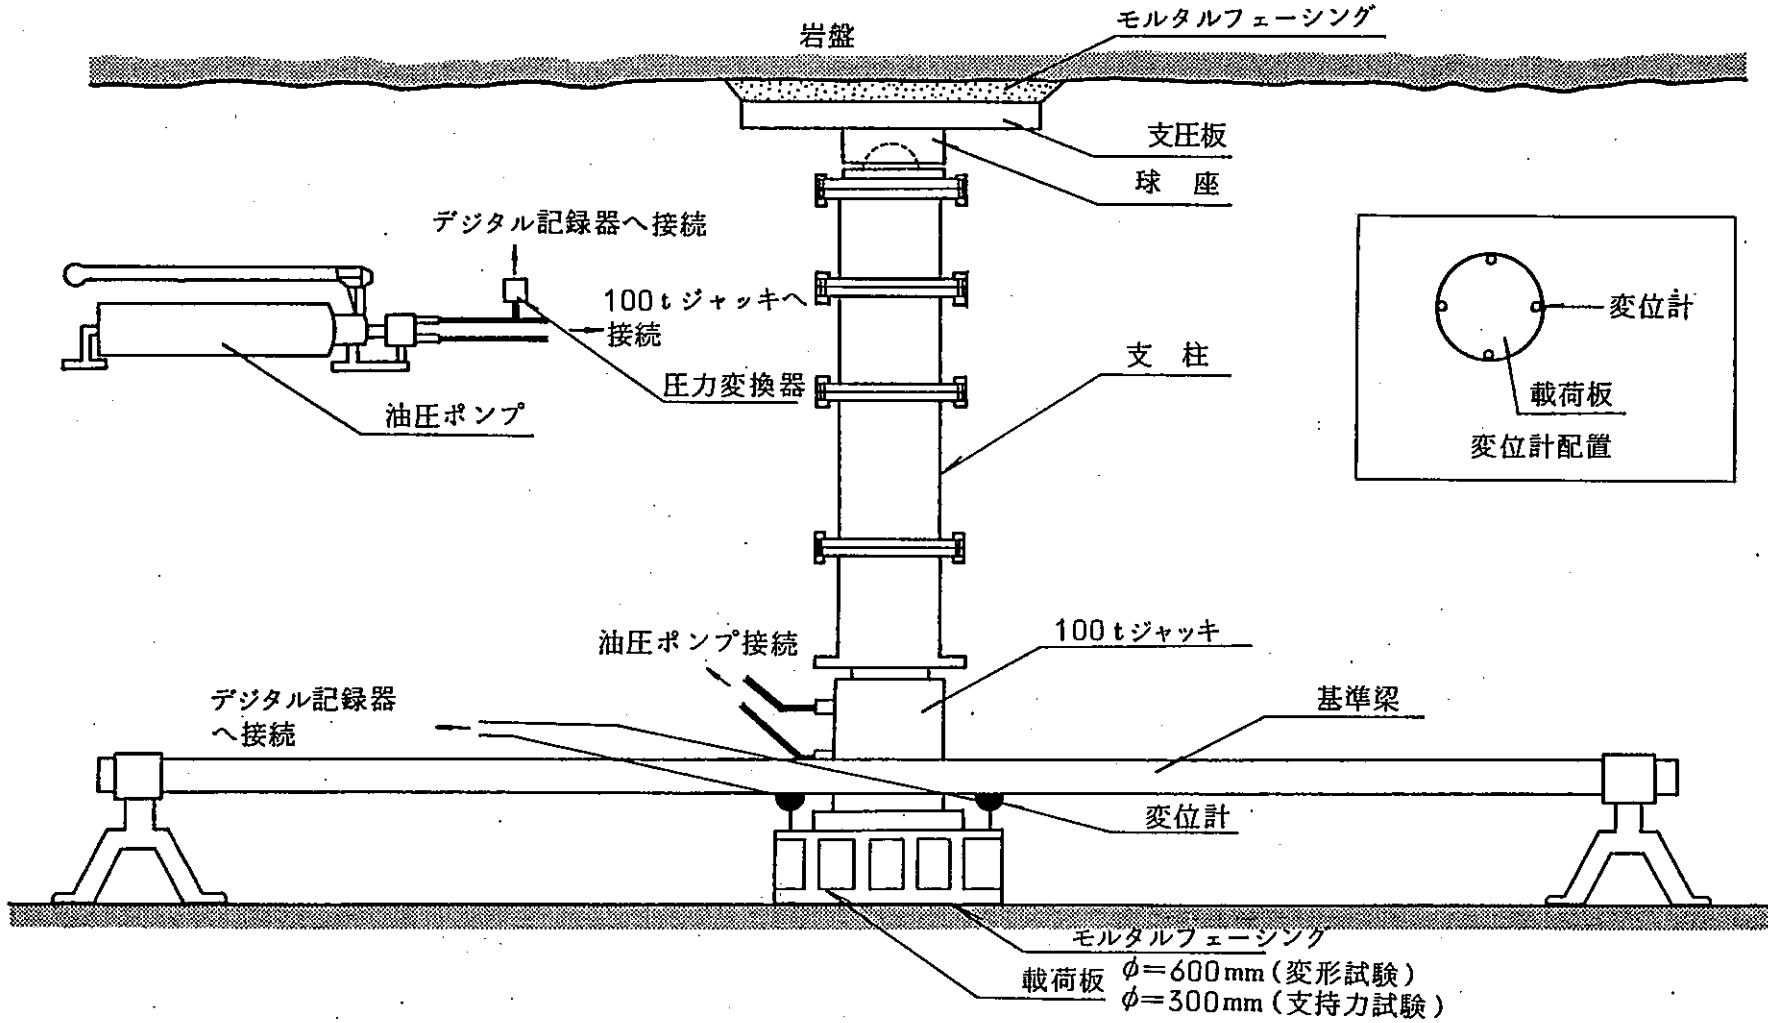 岩盤
モルタルフェーシング
支圧板
球 座
デジタル記録器へ接続
100tジャッキへ
接続
圧力変換器
油圧ポンプ
支 柱
変位計
載荷板
変位計配置
油圧ポンプ接続
100tジャッキ
デジタル記録器
へ接続
基準梁
変位計
モルタルフェーシング
載荷板 φ=600mm(変形試験)
φ=300mm(支持力試験)